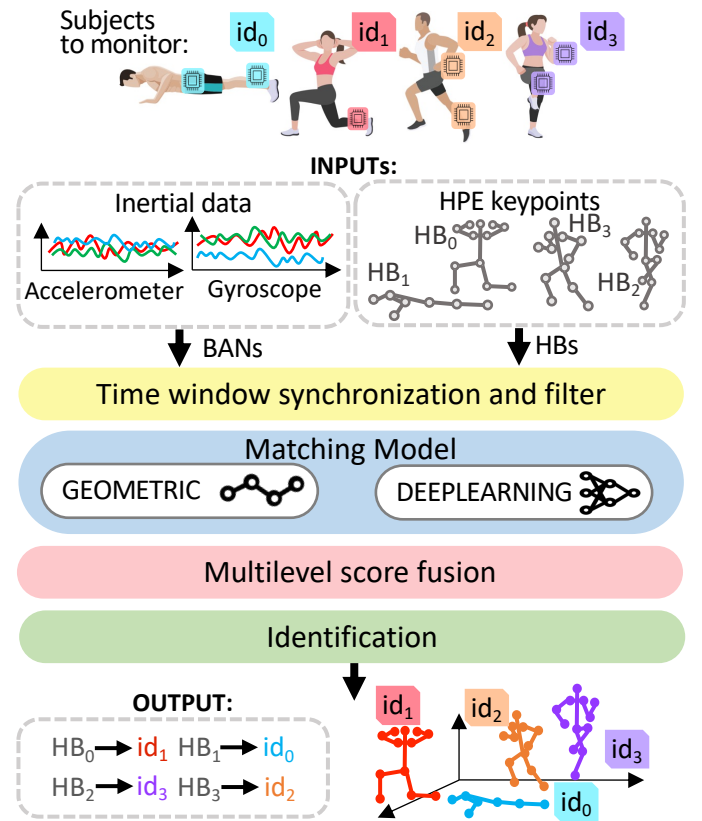 Subjects
to monitor:
id₀
id₁
id₂
id₃
INPUTs:
Inertial data
Accelerometer
Gyroscope
HPE keypoints
HB₀
HB₃
HB₁
HB₂
BANs
HBs
Time window synchronization and filter
Matching Model
GEOMETRIC
DEEPLEARNING
Multilevel score fusion
Identification
OUTPUT:
HB₀ → id₁ HB₁ → id₀
HB₂ → id₃ HB₃ → id₂
id₁
id₂
id₃
id₀